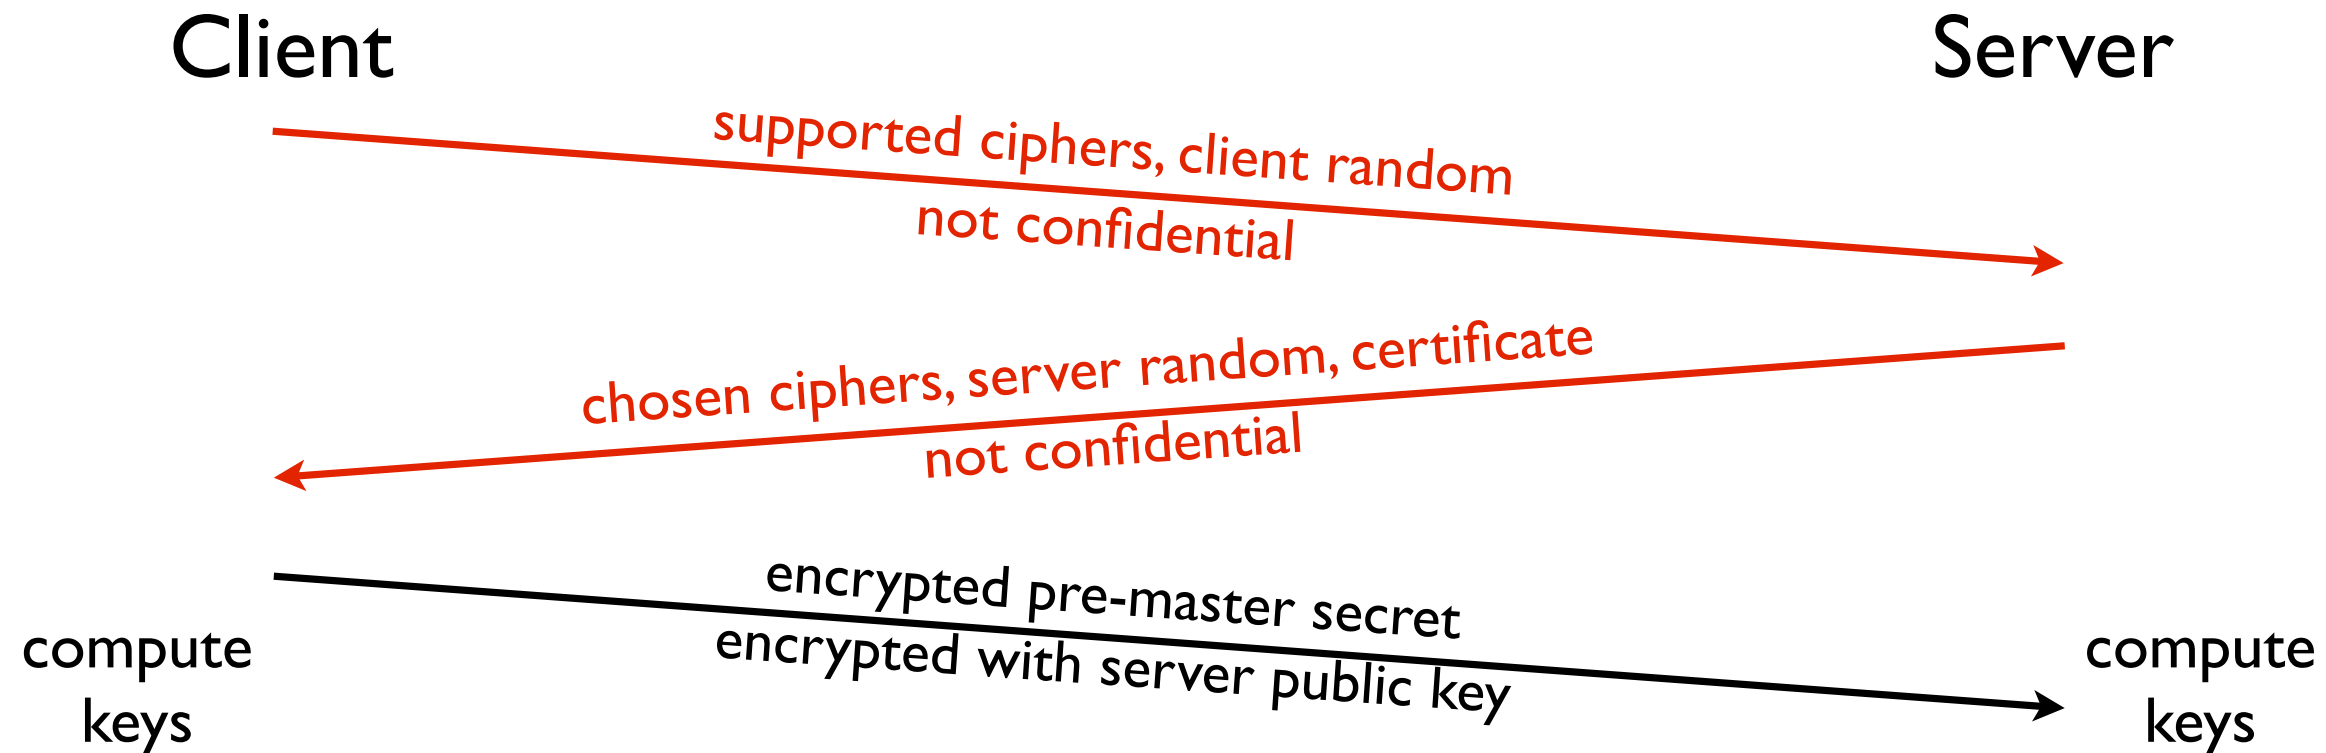 Client
Server
supported ciphers, client random
not confidential
chosen ciphers, server random, certificate
not confidential
encrypted pre-master secret
encrypted with server public key
compute
keys
compute
keys